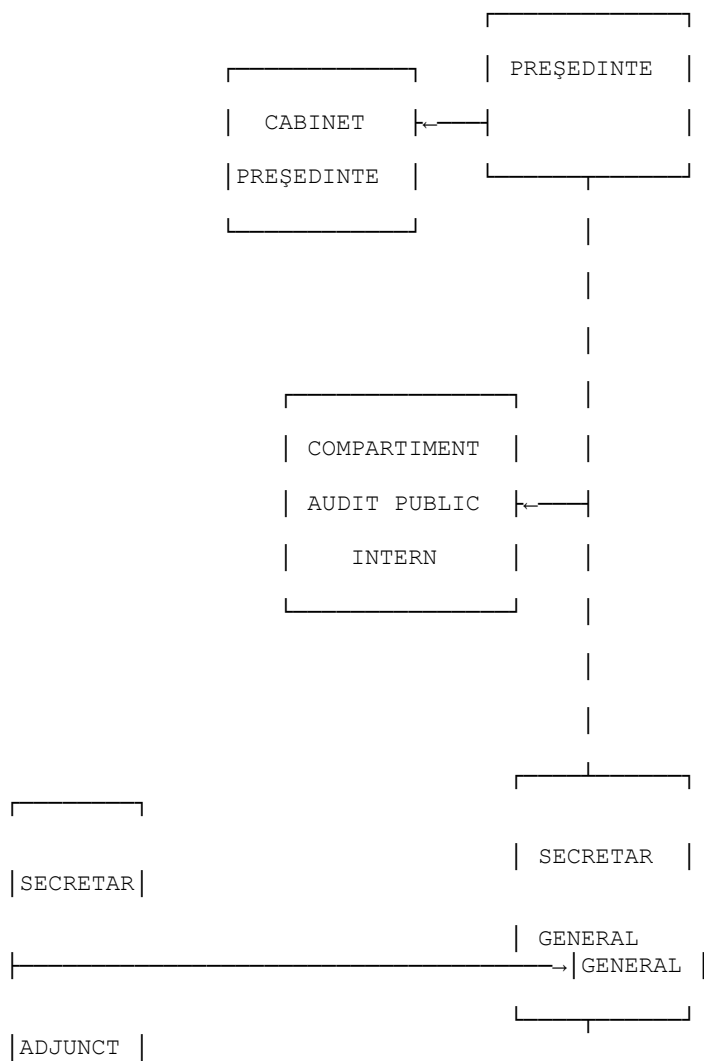 PREŞEDINTE
CABINET
PREŞEDINTE
COMPARTIMENT
AUDIT PUBLIC
INTERN
SECRETAR
SECRETAR
GENERAL
GENERAL
ADJUNCT